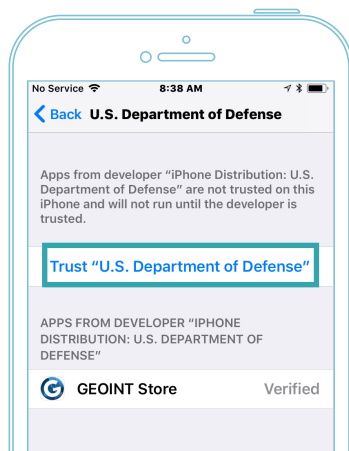 No Service 8:38 AM
Back U.S. Department of Defense
Apps from developer “iPhone Distribution: U.S.
Department of Defense” are not trusted on this
iPhone and will not run until the developer is
trusted.
Trust “U.S. Department of Defense”
APPS FROM DEVELOPER “IPHONE
DISTRIBUTION: U.S. DEPARTMENT OF
DEFENSE”
GEOINT Store Verified